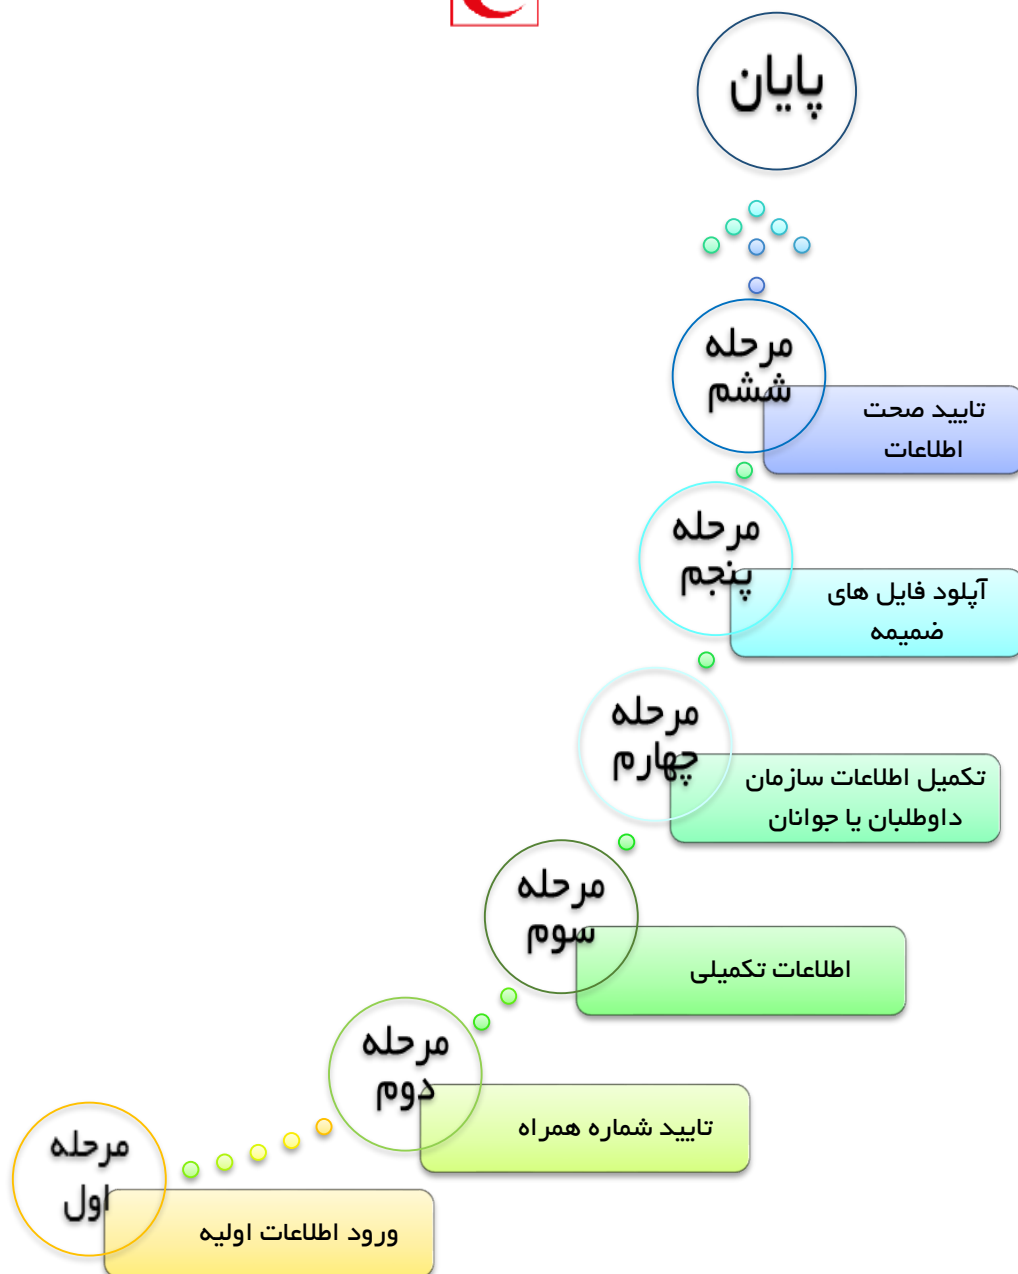 پایان
مرحله
ششم
تایید صحت
اطلاعات
مرحله
پنجم
آپلود فایل های
ضمیمه
مرحله
چهارم
تکمیل اطلاعات سازمان
داوطلبان یا جوانان
مرحله
سوم
اطلاعات تکمیلی
مرحله
دوم
تایید شماره همراه
مرحله
اول
ورود اطلاعات اولیه